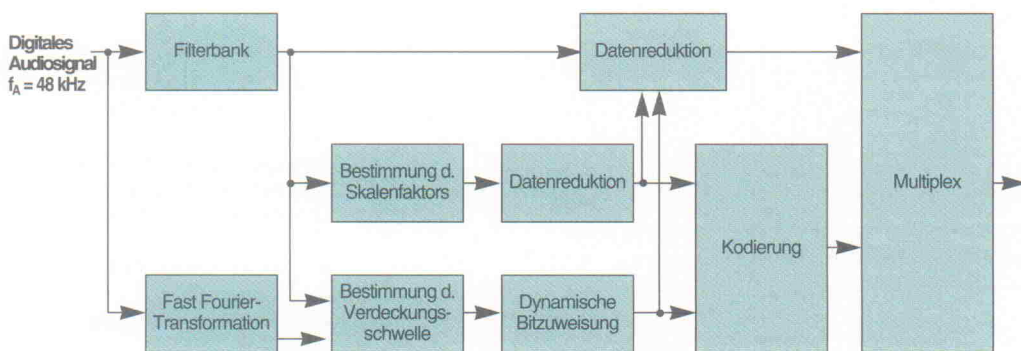 Digitales
Audiosignal
f_A = 48 kHz
Filterbank
Datenreduktion
Bestimmung d.
Skalenfaktors
Datenreduktion
Multiplex
Kodierung
Fast Fourier-
Transformation
Bestimmung d.
Verdeckungs-
schwelle
Dynamische
Bitzuweisung